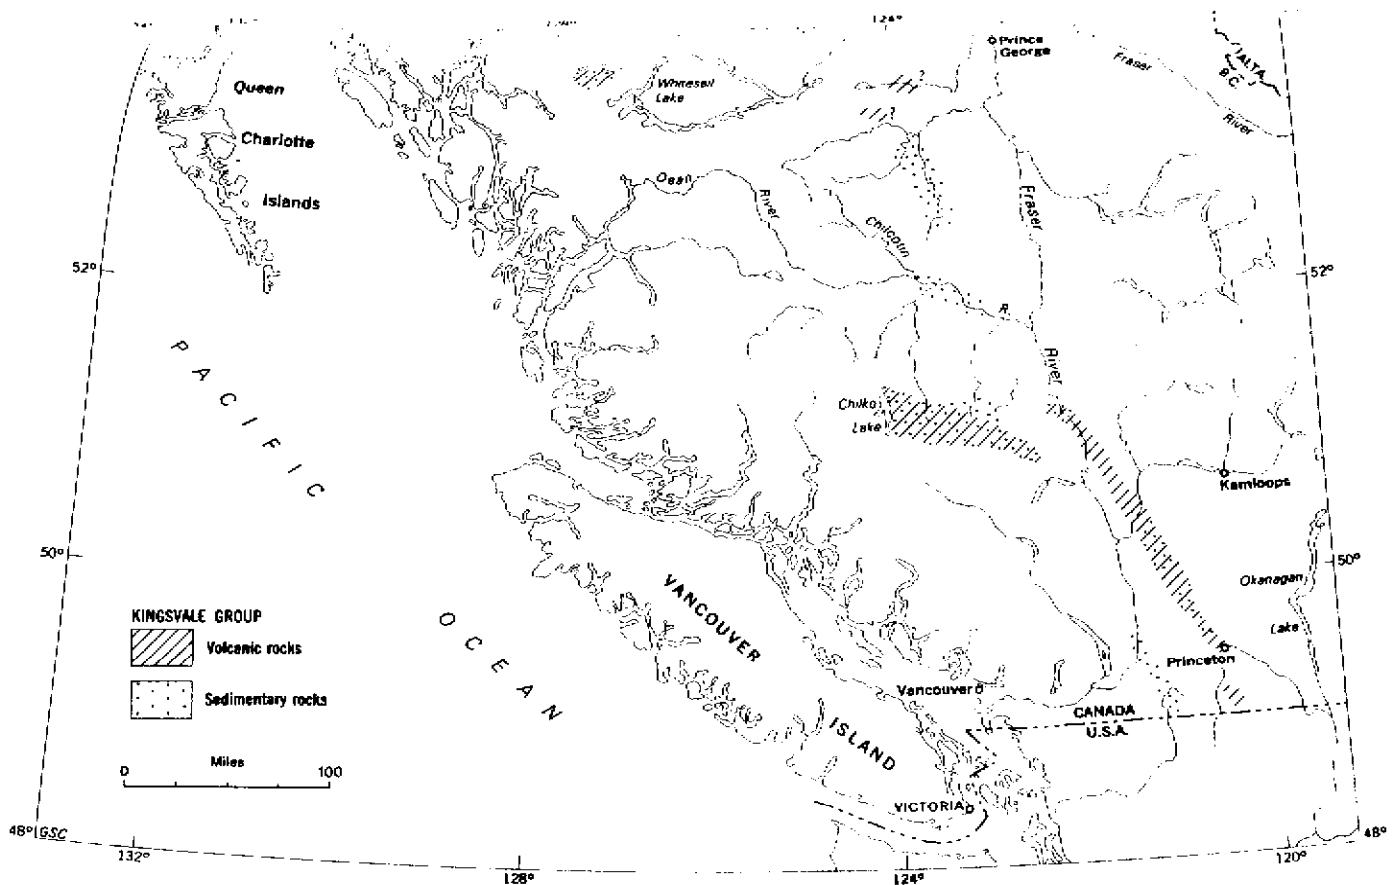 124°
Prince
George
Fraser
ALTA.
B.C.
Queen
Whitesail
Lake
River
Charlotte
Islands
Dean
River
Chilcotin
Fraser
52°
52°
R.
River
PACIFIC
Chilko
Lake
Kamloops
50°
50°
Okanagan
Lake
VANCOUVER
KINGSVALE GROUP
Volcanic rocks
OCEAN
Princeton
Sedimentary rocks
Vancouver
CANADA
U.S.A.
ISLAND
Miles
0 100
VICTORIA
48° GSC
48°
132°
128°
124°
120°